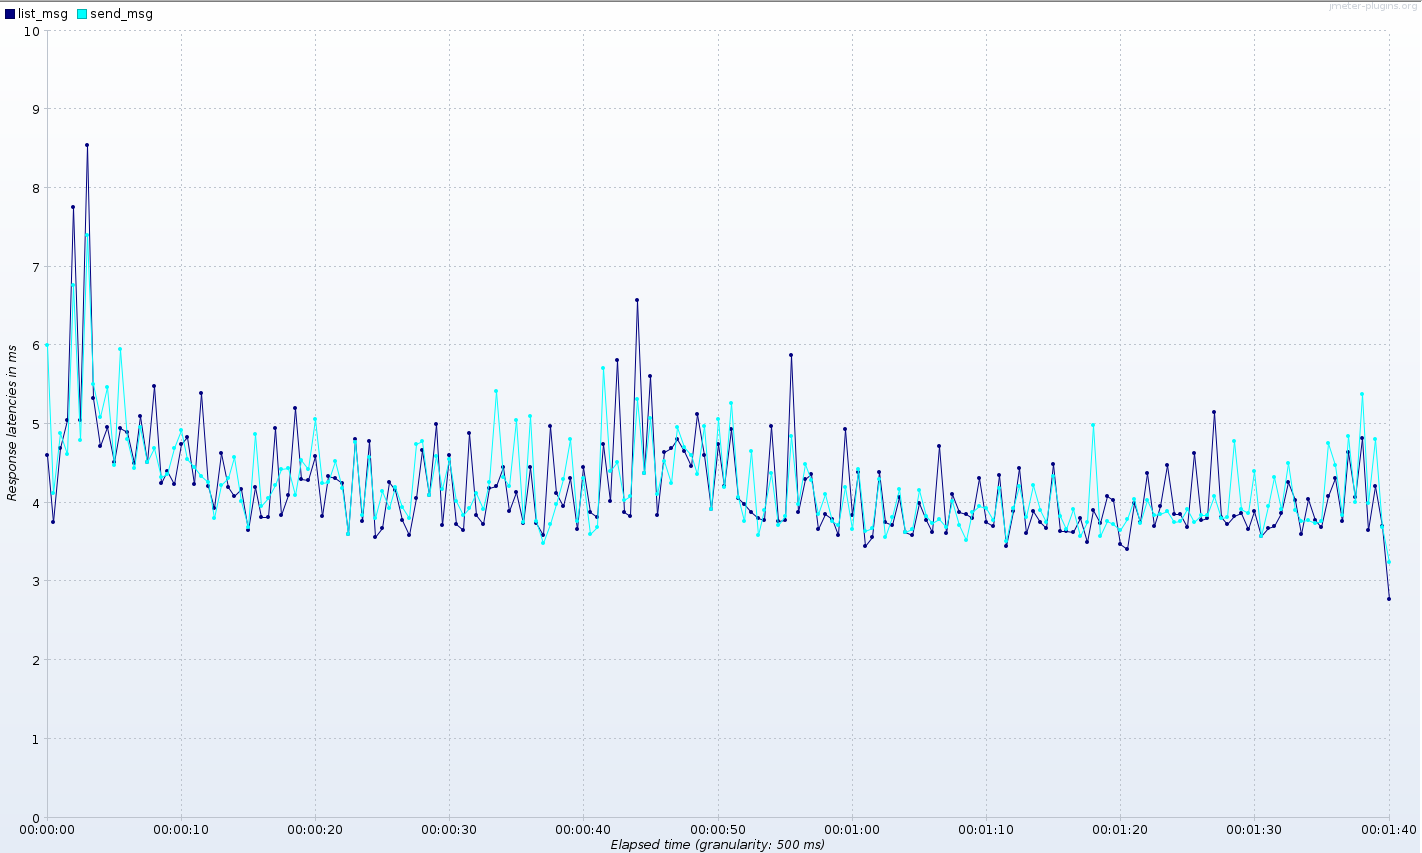 list_msg send_msg
jmeter-plugins.org
10
9
8
7
6
5
4
3
2
1
0
Response latencies in ms
00:00:00 00:00:10 00:00:20 00:00:30 00:00:40 00:00:50 00:01:00 00:01:10 00:01:20 00:01:30 00:01:40
Elapsed time (granularity: 500 ms)